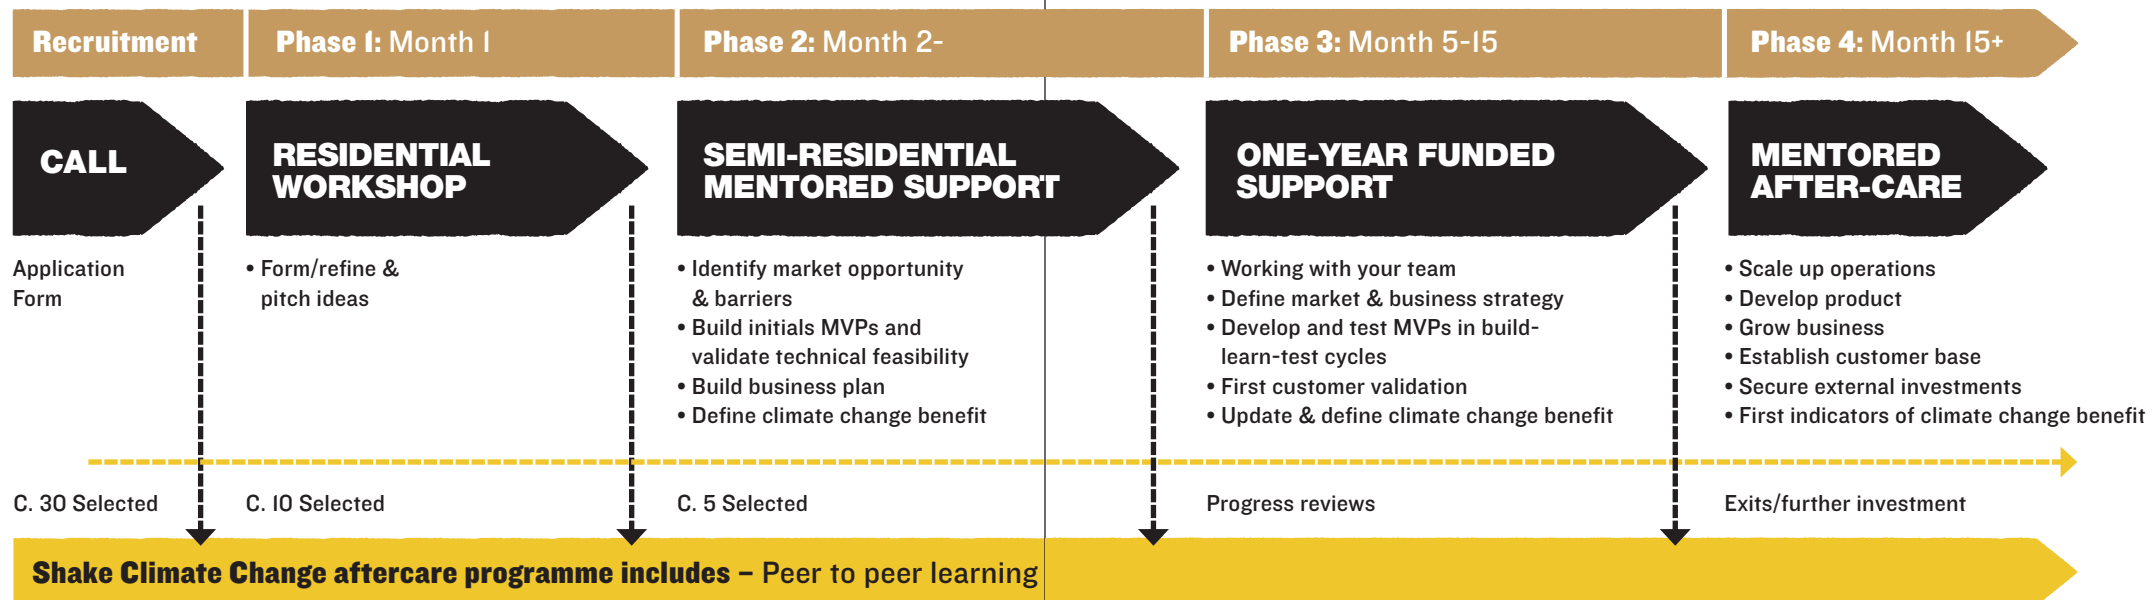 Recruitment
Phase 1: Month 1
Phase 2: Month 2-
Phase 3: Month 5-15
Phase 4: Month 15+
CALL
RESIDENTIAL
WORKSHOP
SEMI-RESIDENTIAL
MENTORED SUPPORT
ONE-YEAR FUNDED
SUPPORT
MENTORED
AFTER-CARE
Application
Form
• Form/refine &
pitch ideas
• Identify market opportunity
& barriers
• Build initials MVPs and
validate technical feasibility
• Build business plan
• Define climate change benefit
• Working with your team
• Define market & business strategy
• Develop and test MVPs in build-
learn-test cycles
• First customer validation
• Update & define climate change benefit
• Scale up operations
• Develop product
• Grow business
• Establish customer base
• Secure external investments
• First indicators of climate change benefit
C. 30 Selected
C. 10 Selected
C. 5 Selected
Progress reviews
Exits/further investment
Shake Climate Change aftercare programme includes – Peer to peer learning